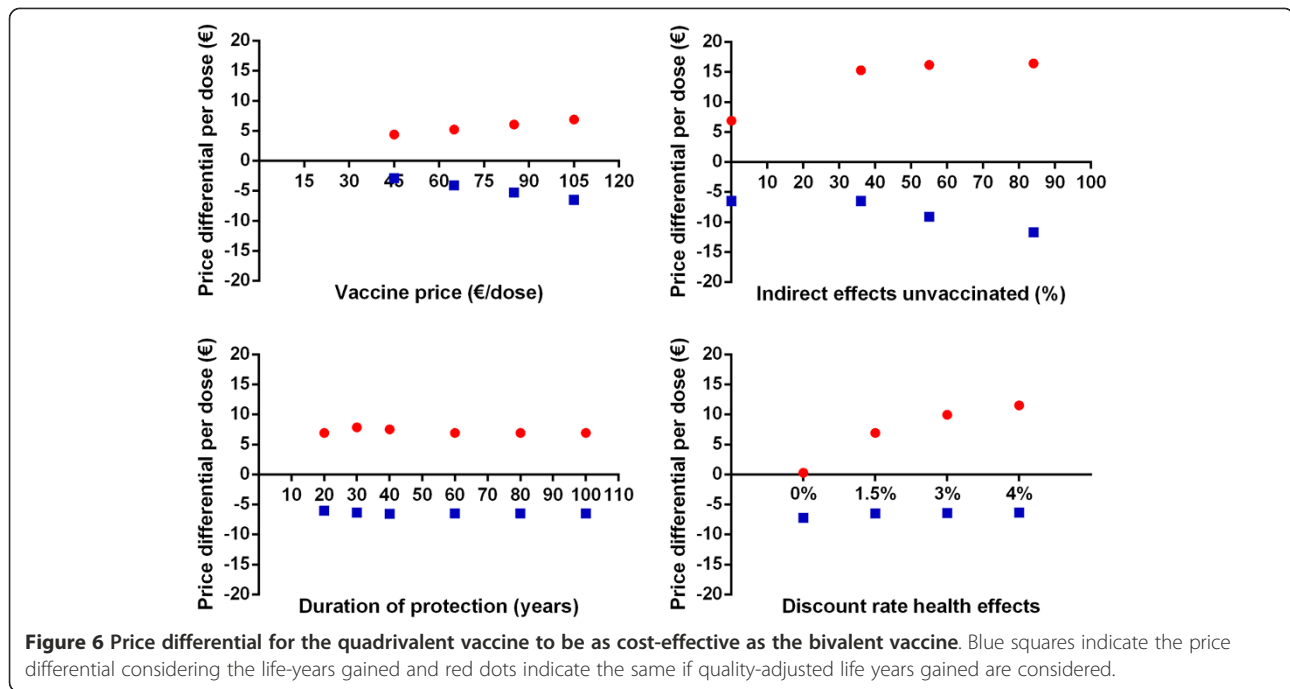 Price differential per dose (€)
20
15
10
5
0
-5
-10
-15
-20
15 30 45 60 75 90 105 120
Vaccine price (€/dose)
Price differential per dose (€)
20
15
10
5
0
-5
-10
-15
-20
10 20 30 40 50 60 70 80 90 100
Indirect effects unvaccinated (%)
Price differential per dose (€)
20
15
10
5
0
-5
-10
-15
-20
10 20 30 40 50 60 70 80 90 100 110
Duration of protection (years)
Price differential per dose (€)
20
15
10
5
0
-5
-10
-15
-20
0% 1.5% 3% 4%
Discount rate health effects
Figure 6 Price differential for the quadrivalent vaccine to be as cost-effective as the bivalent vaccine. Blue squares indicate the price
differential considering the life-years gained and red dots indicate the same if quality-adjusted life years gained are considered.